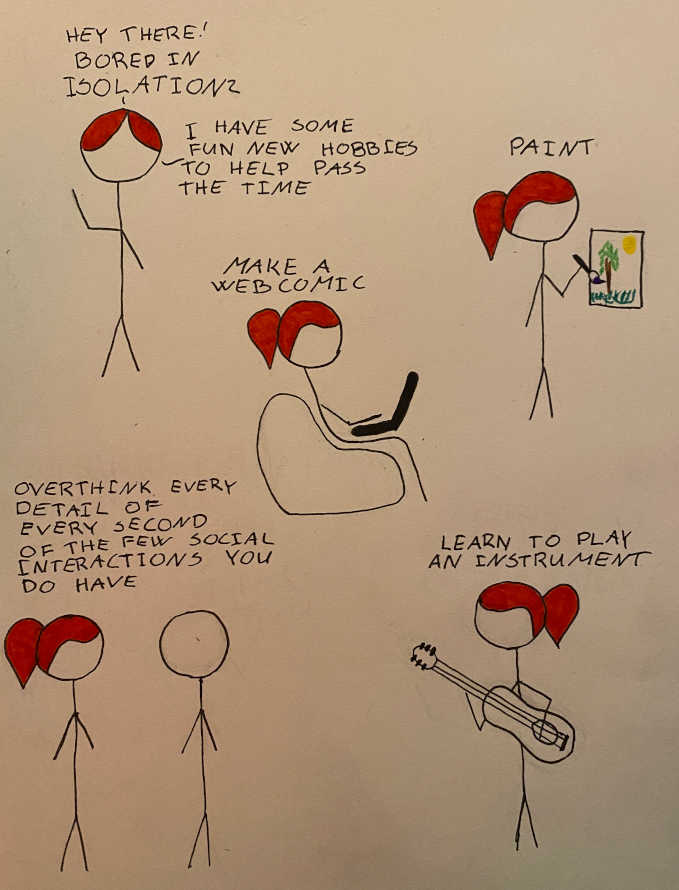 HEY THERE!
BORED IN
ISOLATION?
I HAVE SOME
FUN NEW HOBBIES
TO HELP PASS
THE TIME
PAINT
MAKE A
WEBCOMIC
OVERTHINK EVERY
DETAIL OF
EVERY SECOND
OF THE FEW SOCIAL
INTERACTIONS YOU
DO HAVE
LEARN TO PLAY
AN INSTRUMENT